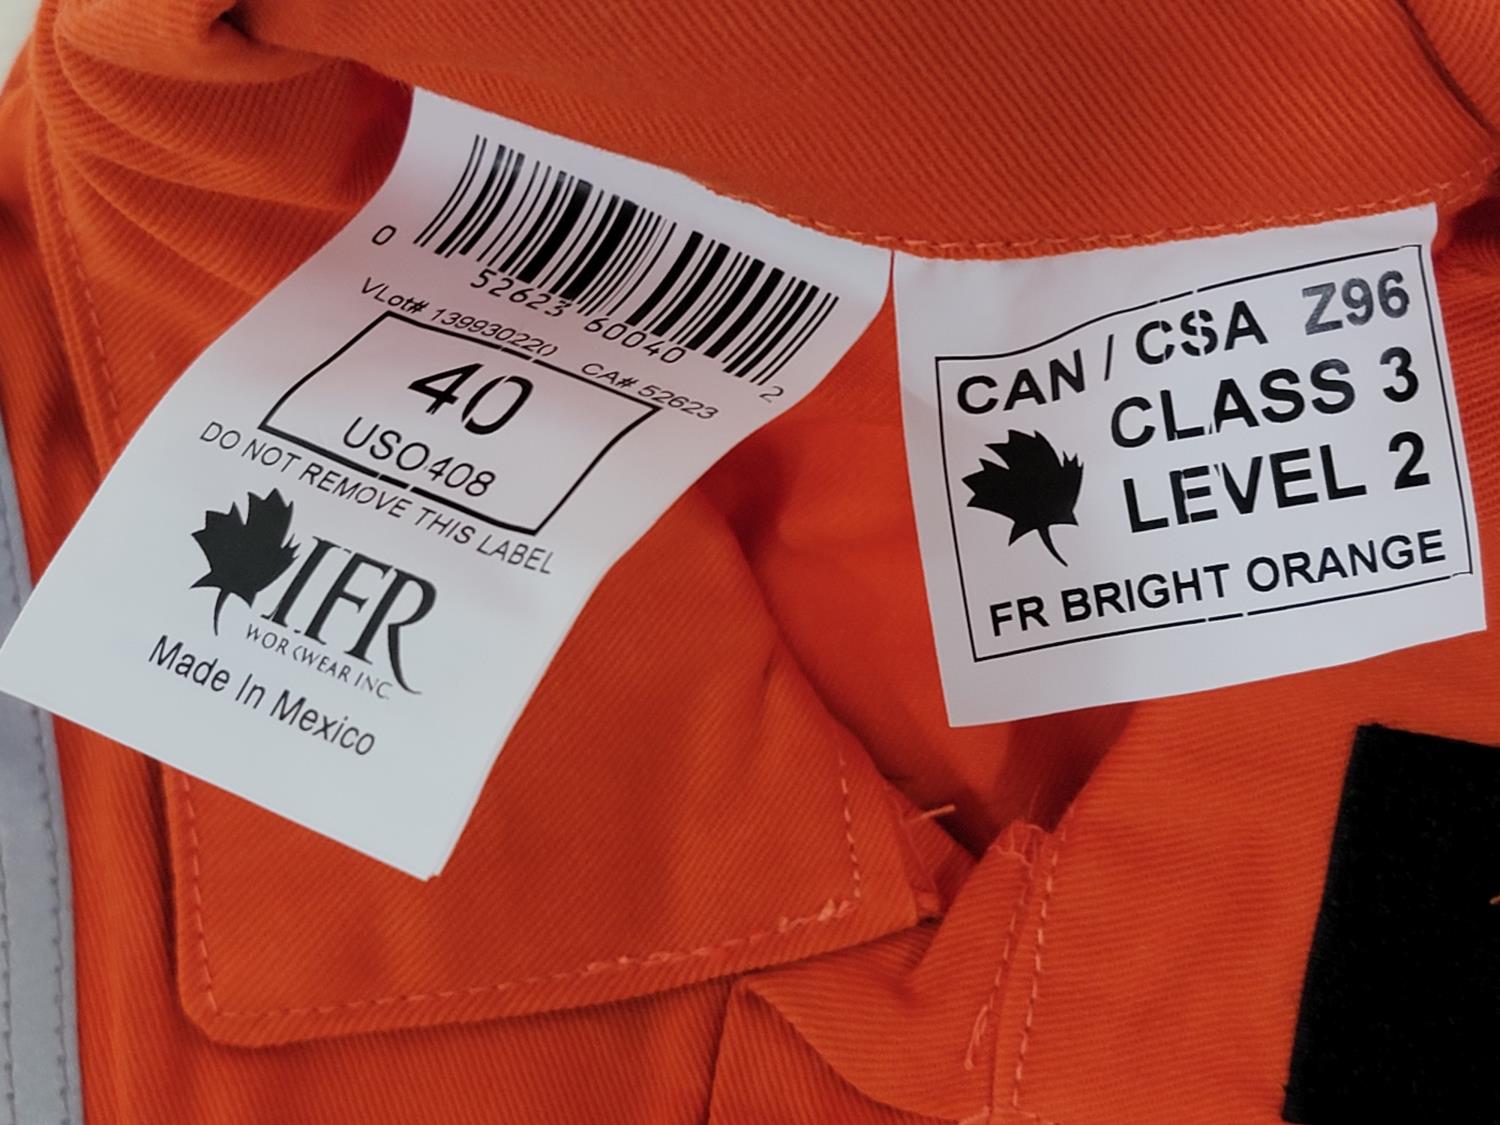 0 52623 60040 2
VLot# 139930220 CA# 52623
40
USO408
DO NOT REMOVE THIS LABEL
IFR
WORKWEAR INC.
Made In Mexico
CAN / CSA Z96
CLASS 3
LEVEL 2
FR BRIGHT ORANGE